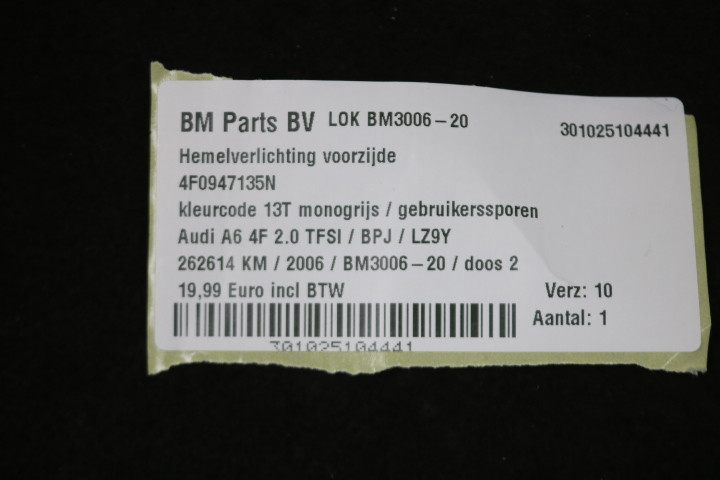 BM Parts BV LOK BM3006-20 301025104441
Hemelverlichting voorzijde
4F0947135N
kleurcode 13T monogrijs / gebruikerssporen
Audi A6 4F 2.0 TFSI / BPJ / LZ9Y
262614 KM / 2006 / BM3006-20 / doos 2
19,99 Euro incl BTW Verz: 10
Aantal: 1
301025104441